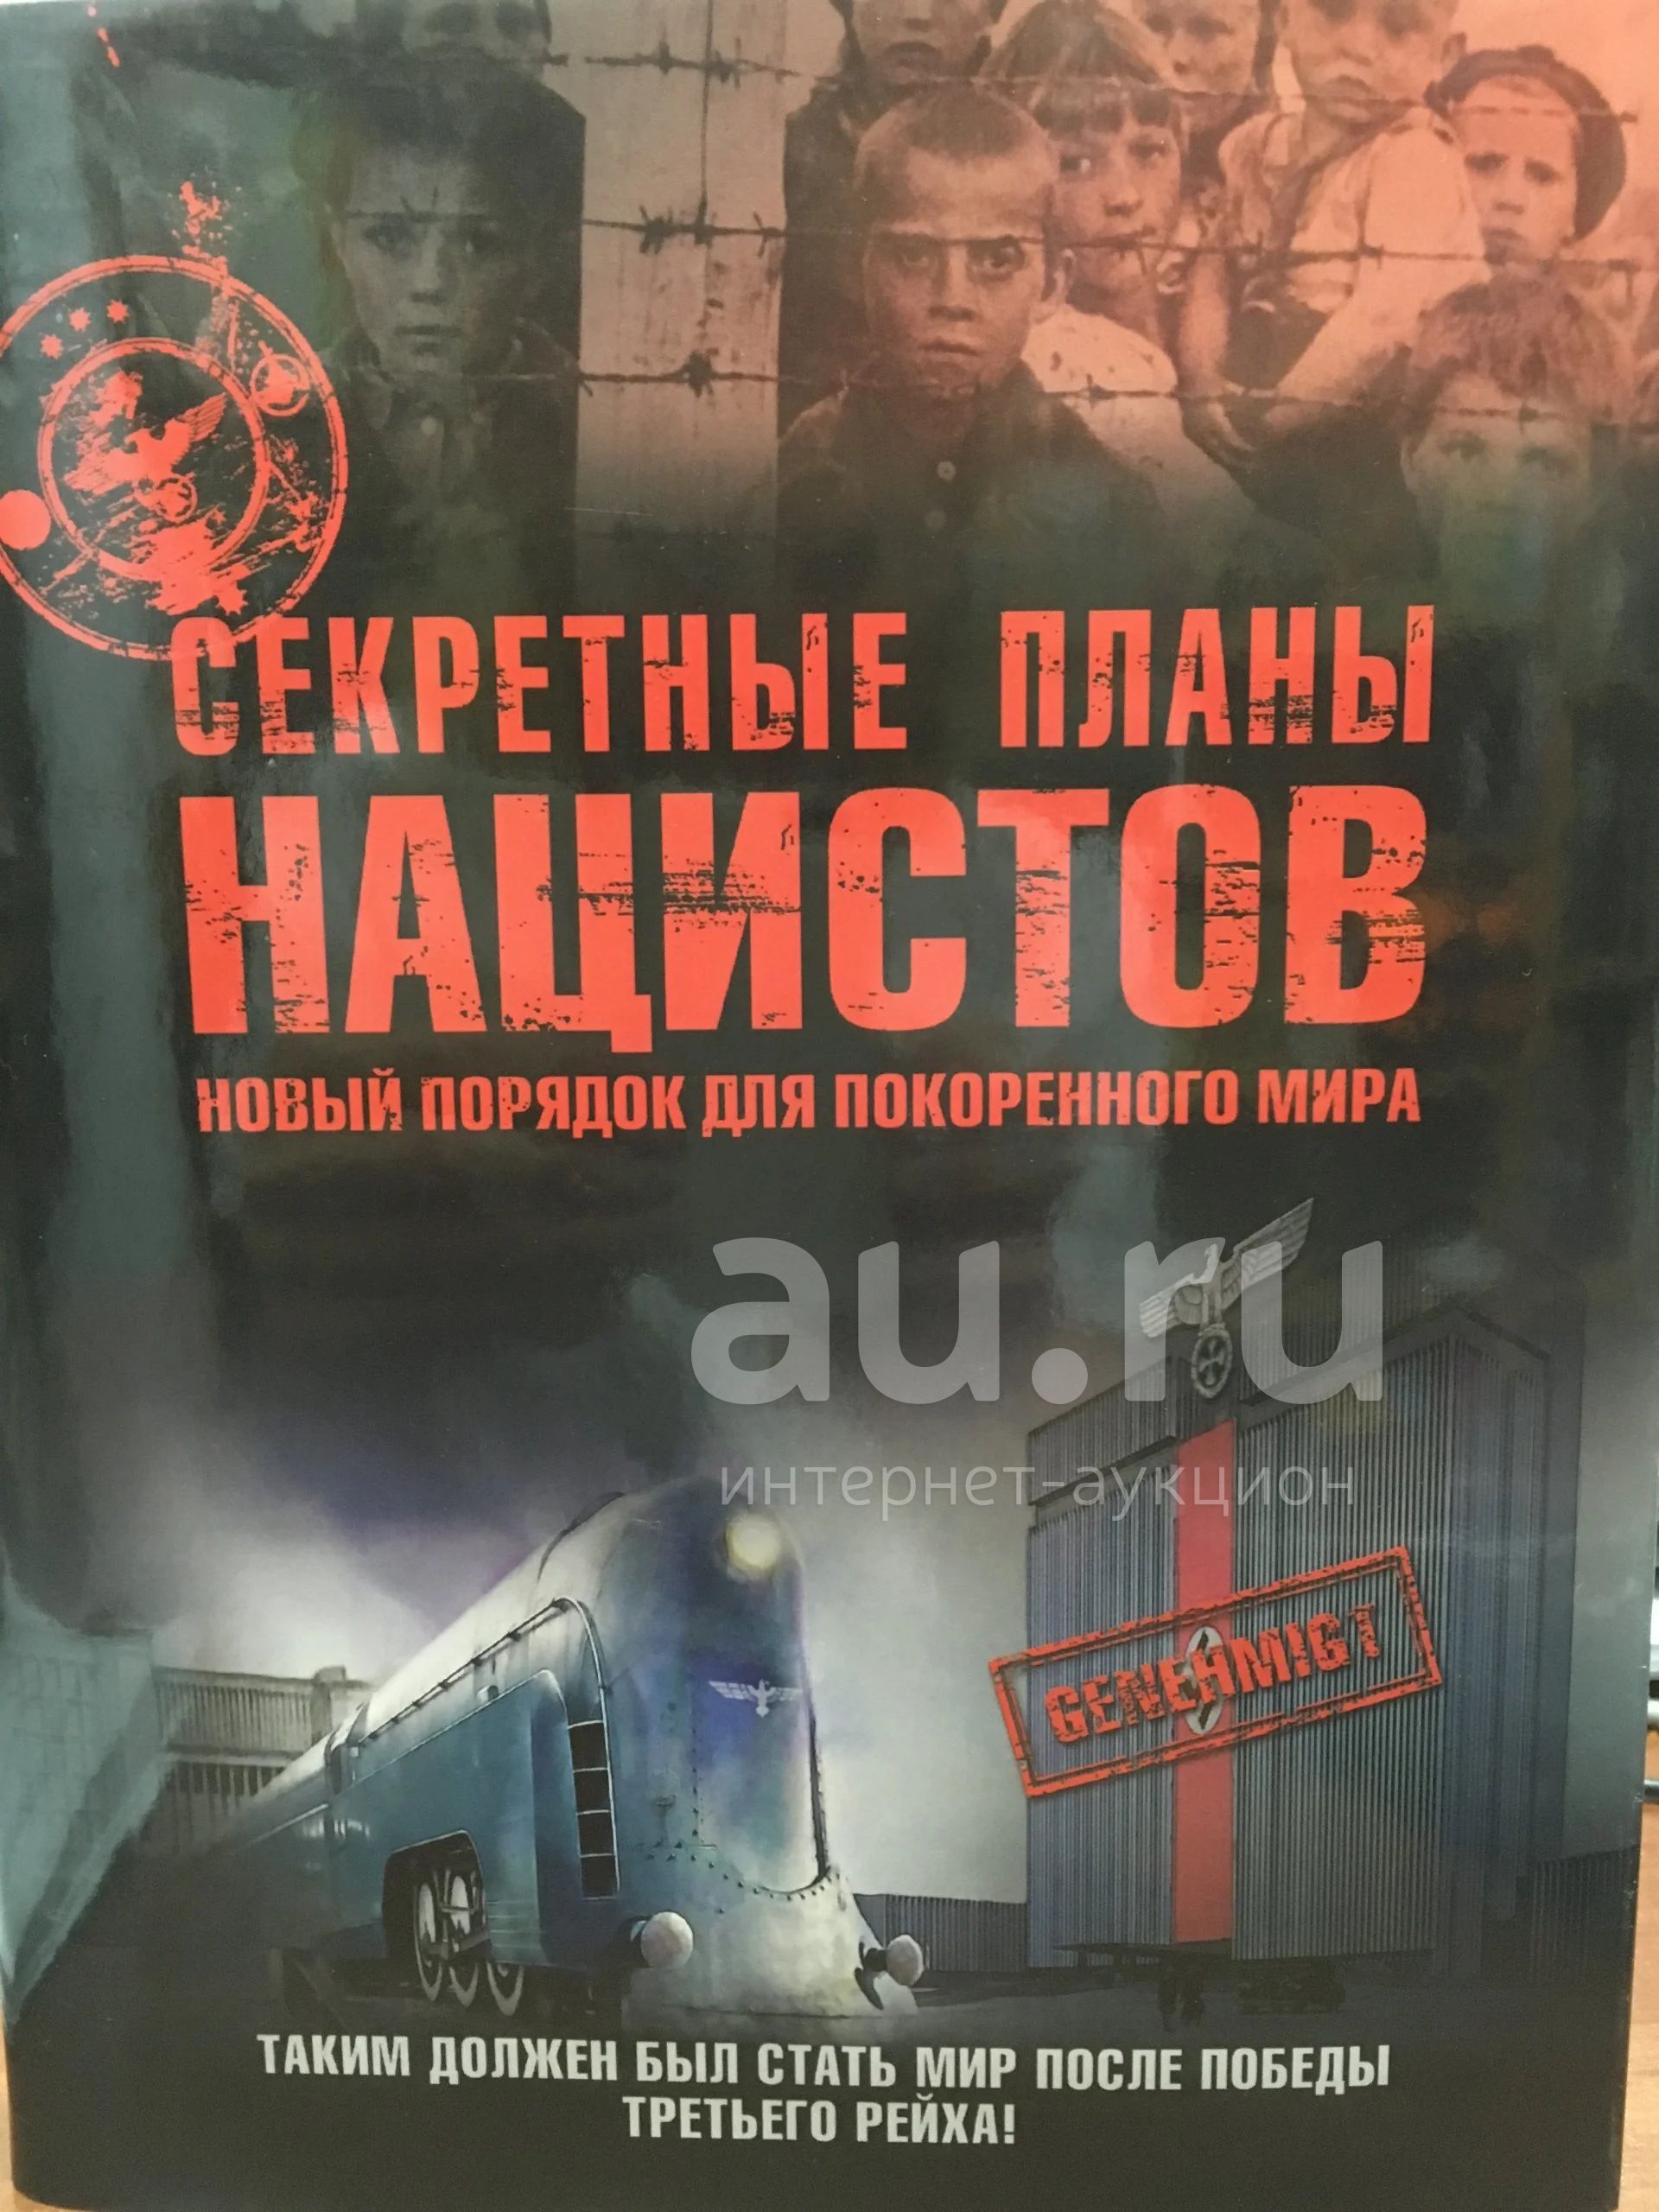 СЕКРЕТНЫЕ ПЛАНЫ
НАЦИСТОВ
НОВЫЙ ПОРЯДОК ДЛЯ ПОКОРЕННОГО МИРА
au.ru
интернет-аукцион
GENEHMIGT
ТАКИМ ДОЛЖЕН БЫЛ СТАТЬ МИР ПОСЛЕ ПОБЕДЫ
ТРЕТЬЕГО РЕЙХА!